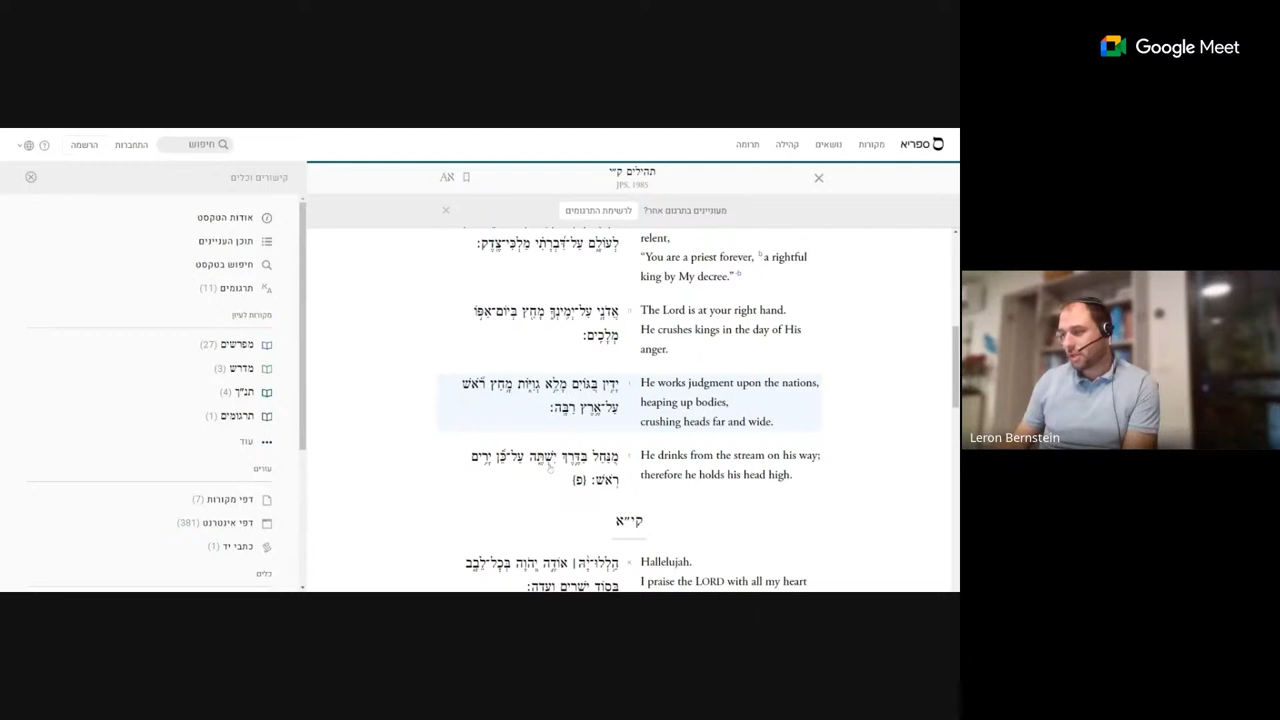 Google Meet
ספריא
מקורות
נושאים
קהילה
תרומה
חיפוש
התחברות
הרשמה
קישורים וכלים
אודות הטקסט
תוכן העניינים
חיפוש בטקסט
תרגומים (11)
מקורות לעיון
מפרשים (27)
מדרש (3)
תנ״ך (4)
תרגומים (1)
עוד
עזרים
דפי מקורות (7)
דפי אינטרנט (381)
כתבי יד (1)
כלים
תהילים ק״י
JPS, 1985
מעוניינים בתרגום אחר?
לרשימת התרגומים
לְעוֹלָ֑ם עַל־דִּ֝בְרָתִ֗י מַלְכִּי־צֶֽדֶק׃
relent,
“You are a priest forever, b a rightful
king by My decree.” -b
אֲדֹנָ֥י עַל־יְמִֽינְךָ֑ מָחַ֖ץ בְּיוֹם־אַפּ֣וֹ
מְלָכִֽים׃
The Lord is at your right hand.
He crushes kings in the day of His
anger.
יָדִ֣ין בַּ֭גּוֹיִם מָלֵ֣א גְוִיּ֑וֹת מָ֥חַץ רֹ֝֗אשׁ
עַל־אֶ֥רֶץ רַבָּֽה׃
He works judgment upon the nations,
heaping up bodies,
crushing heads far and wide.
מִ֭נַּחַל בַּדֶּ֣רֶךְ יִשְׁתֶּ֑ה עַל־כֵּ֝֗ן יָרִ֥ים
רֹֽאשׁ׃ {פ}
He drinks from the stream on his way;
therefore he holds his head high.
קי״א
הַ֥לְלוּ־יָ֨הּ ׀ אוֹדֶ֣ה יְ֭הוָה בְּכָל־לֵבָ֑ב
בְּס֖וֹד יְשָׁרִ֣ים וְעֵדָֽה׃
Hallelujah.
I praise the LORD with all my heart
Leron Bernstein